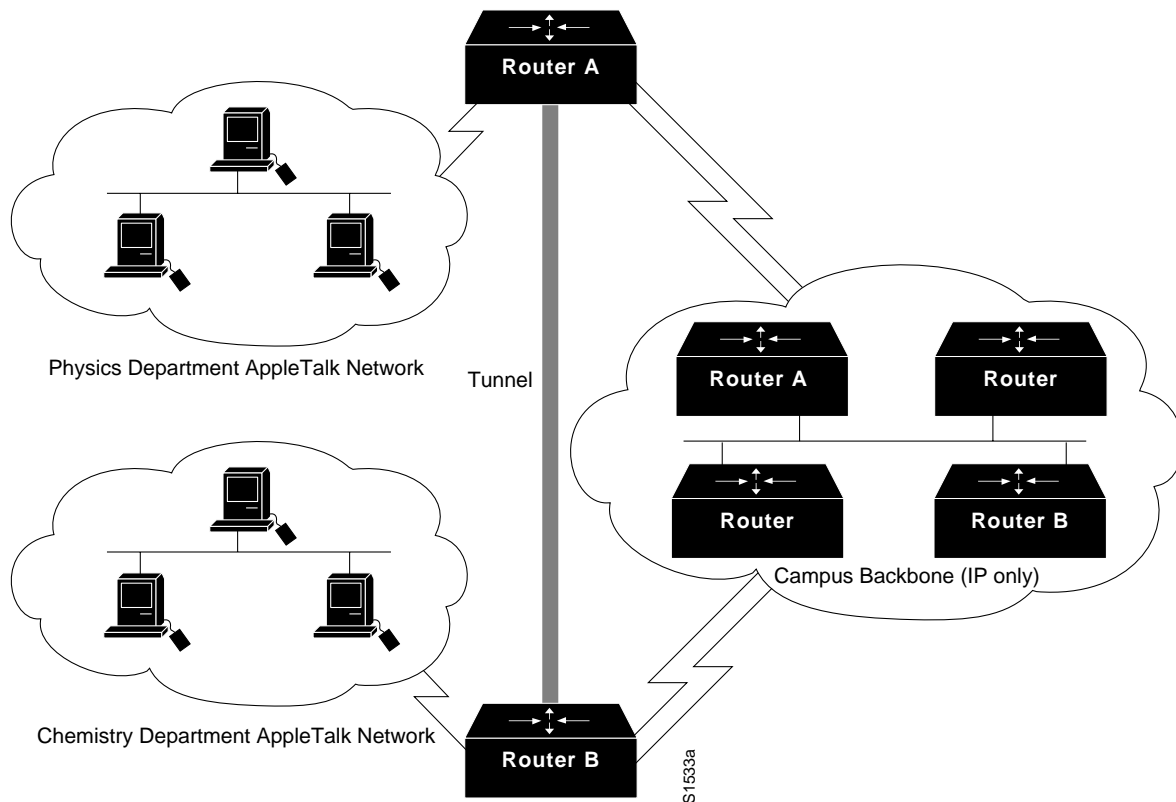 Router A
Physics Department AppleTalk Network
Tunnel
Router A
Router
Router
Router B
Campus Backbone (IP only)
Chemistry Department AppleTalk Network
Router B
S1533a